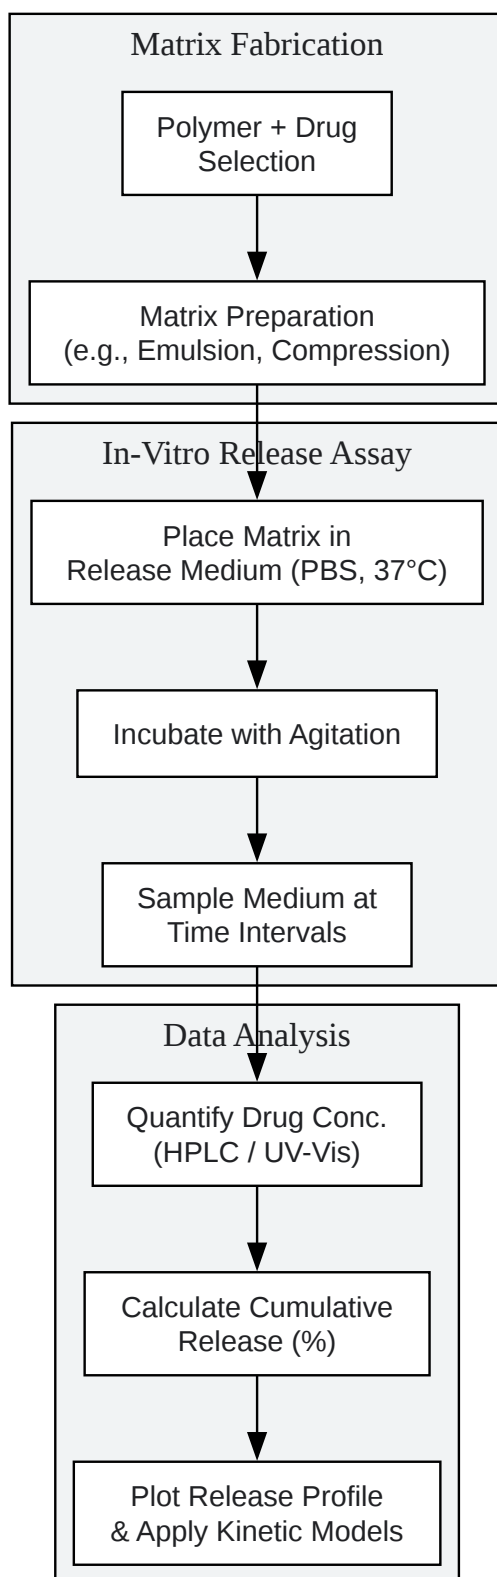 Matrix Fabrication
Polymer + Drug
Selection
Matrix Preparation
(e.g., Emulsion, Compression)
In-Vitro Release Assay
Place Matrix in
Release Medium (PBS, 37°C)
Incubate with Agitation
Sample Medium at
Time Intervals
Data Analysis
Quantify Drug Conc.
(HPLC / UV-Vis)
Calculate Cumulative
Release (%)
Plot Release Profile
& Apply Kinetic Models